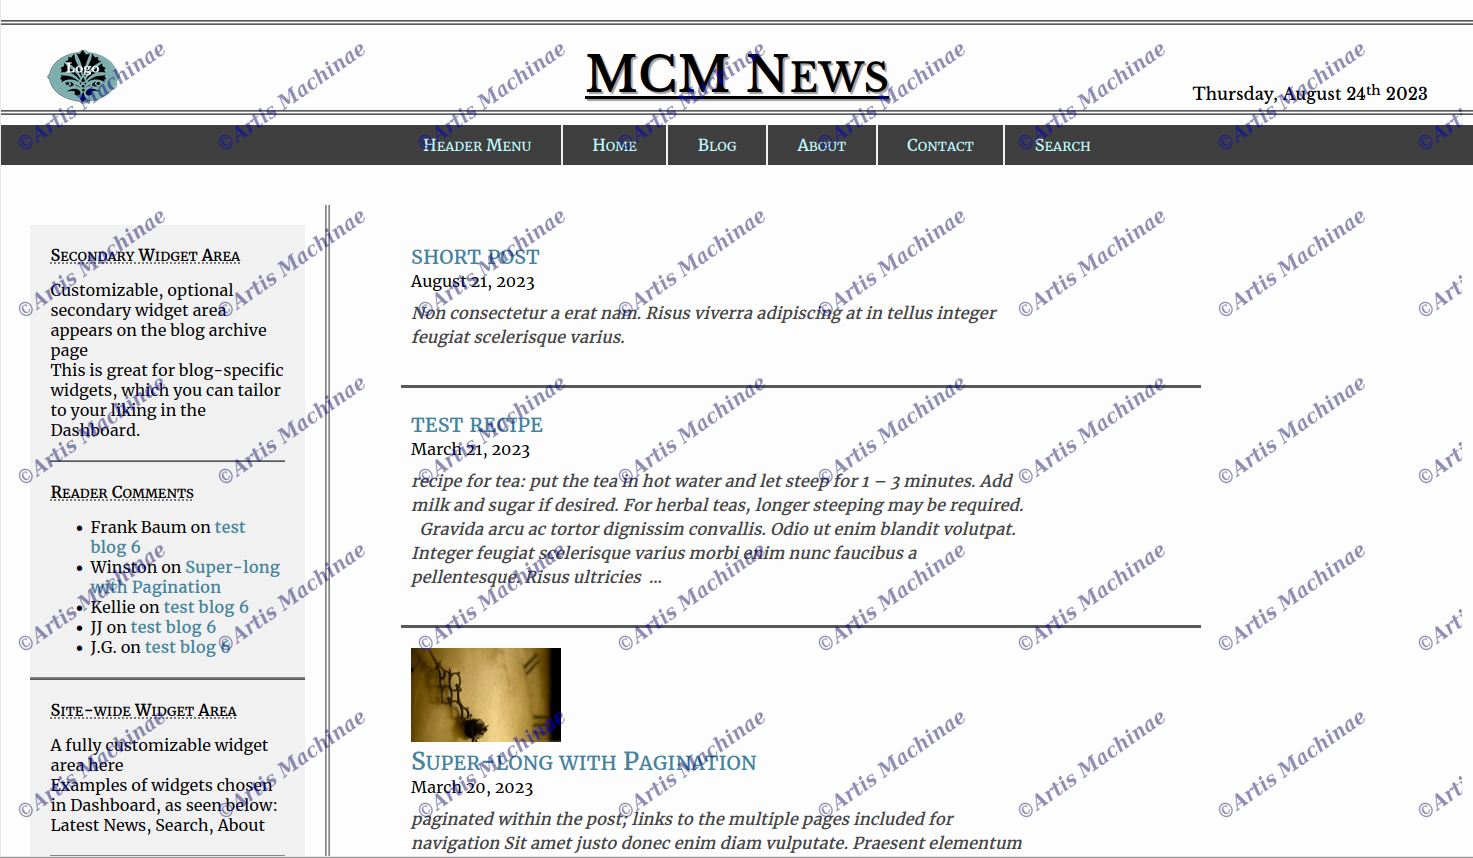 Logo
MCM News
Thursday, August 24th 2023
Header Menu
Home
Blog
About
Contact
Search
Secondary Widget Area
Customizable, optional
secondary widget area
appears on the blog archive
page
This is great for blog-specific
widgets, which you can tailor
to your liking in the
Dashboard.
Reader Comments
Frank Baum on test
blog 6
Winston on Super-long
with Pagination
Kellie on test blog 6
JJ on test blog 6
J.G. on test blog 6
Site-wide Widget Area
A fully customizable widget
area here
Examples of widgets chosen
in Dashboard, as seen below:
Latest News, Search, About
short post
August 21, 2023
Non consectetur a erat nam. Risus viverra adipiscing at in tellus integer
feugiat scelerisque varius.
test recipe
March 21, 2023
recipe for tea: put the tea in hot water and let steep for 1 – 3 minutes. Add
milk and sugar if desired. For herbal teas, longer steeping may be required.
Gravida arcu ac tortor dignissim convallis. Odio ut enim blandit volutpat.
Integer feugiat scelerisque varius morbi enim nunc faucibus a
pellentesque. Risus ultricies ...
Super-long with Pagination
March 20, 2023
paginated within the post; links to the multiple pages included for
navigation Sit amet justo donec enim diam vulputate. Praesent elementum
©Artis Machinae